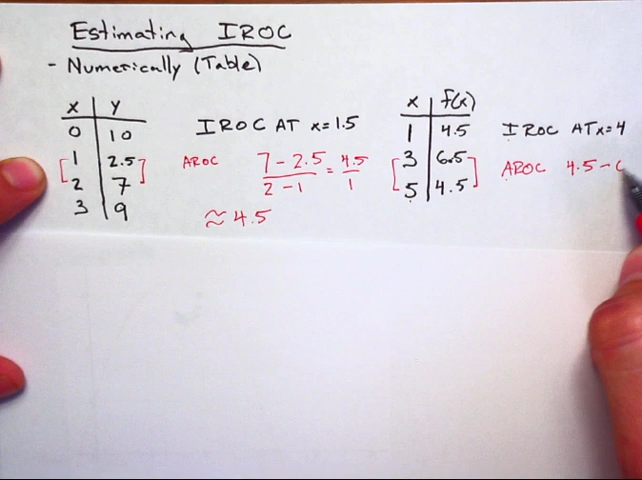 Estimating IROC
- Numerically (Table)
x y
0 10
1 2.5
2 7
3 9
IROC AT x=1.5
AROC 7-2.5/2-1 = 4.5/1
≈ 4.5
x f(x)
1 4.5
3 6.5
5 4.5
IROC AT x=4
AROC 4.5-